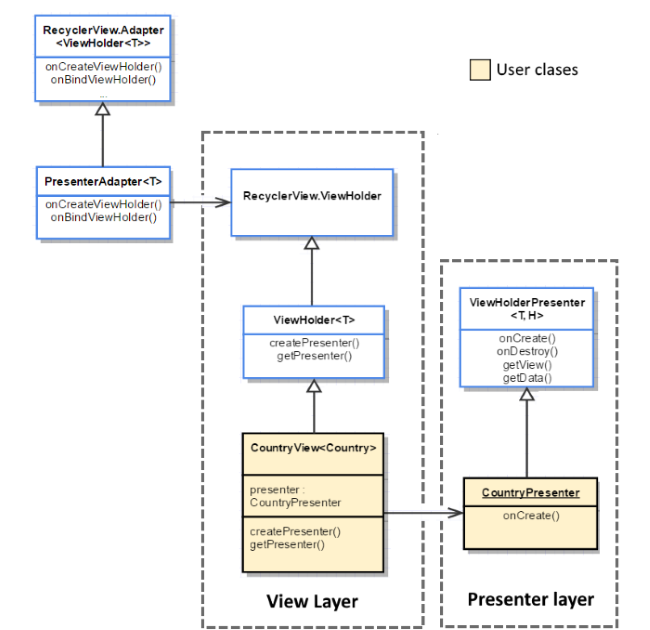 RecyclerView.Adapter
<ViewHolder<T>>
onCreateViewHolder()
onBindViewHolder()
...
User clases
PresenterAdapter<T>
onCreateViewHolder()
onBindViewHolder()
RecyclerView.ViewHolder
ViewHolder<T>
createPresenter()
getPresenter()
ViewHolderPresenter
<T, H>
onCreate()
onDestroy()
getView()
getData()
CountryView<Country>
presenter :
CountryPresenter
createPresenter()
getPresenter()
CountryPresenter
onCreate()
View Layer
Presenter layer